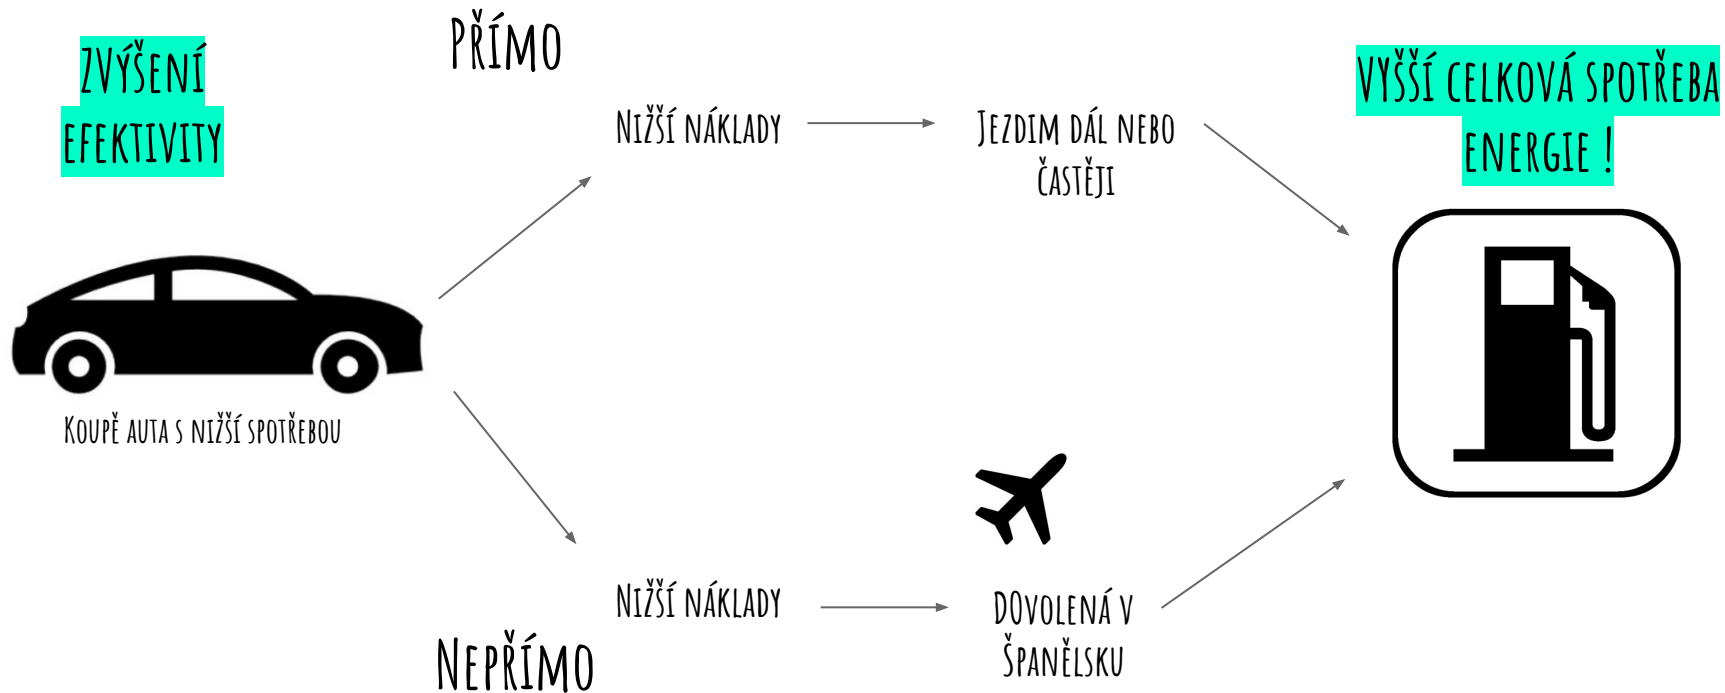 ZVÝŠENÍ
EFEKTIVITY
PŘÍMO
NIŽŠÍ NÁKLADY
JEZDIM DÁL NEBO
ČASTĚJI
VYŠŠÍ CELKOVÁ SPOTŘEBA
ENERGIE !
KOUPĚ AUTA S NIŽŠÍ SPOTŘEBOU
NIŽŠÍ NÁKLADY
DOVOLENÁ V
ŠPANĚLSKU
NEPŘÍMO